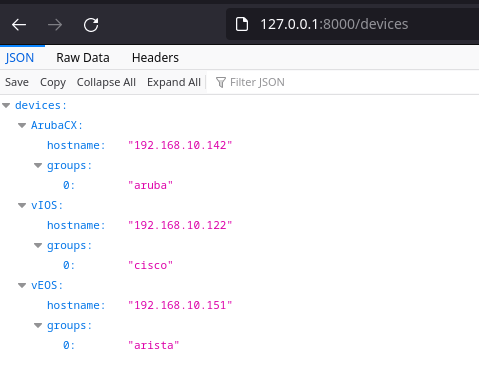 127.0.0.1:8000/devices
JSON Raw Data Headers
Save Copy Collapse All Expand All Filter JSON
devices:
ArubaCX:
hostname: "192.168.10.142"
groups:
0: "aruba"
vIOS:
hostname: "192.168.10.122"
groups:
0: "cisco"
vEOS:
hostname: "192.168.10.151"
groups:
0: "arista"